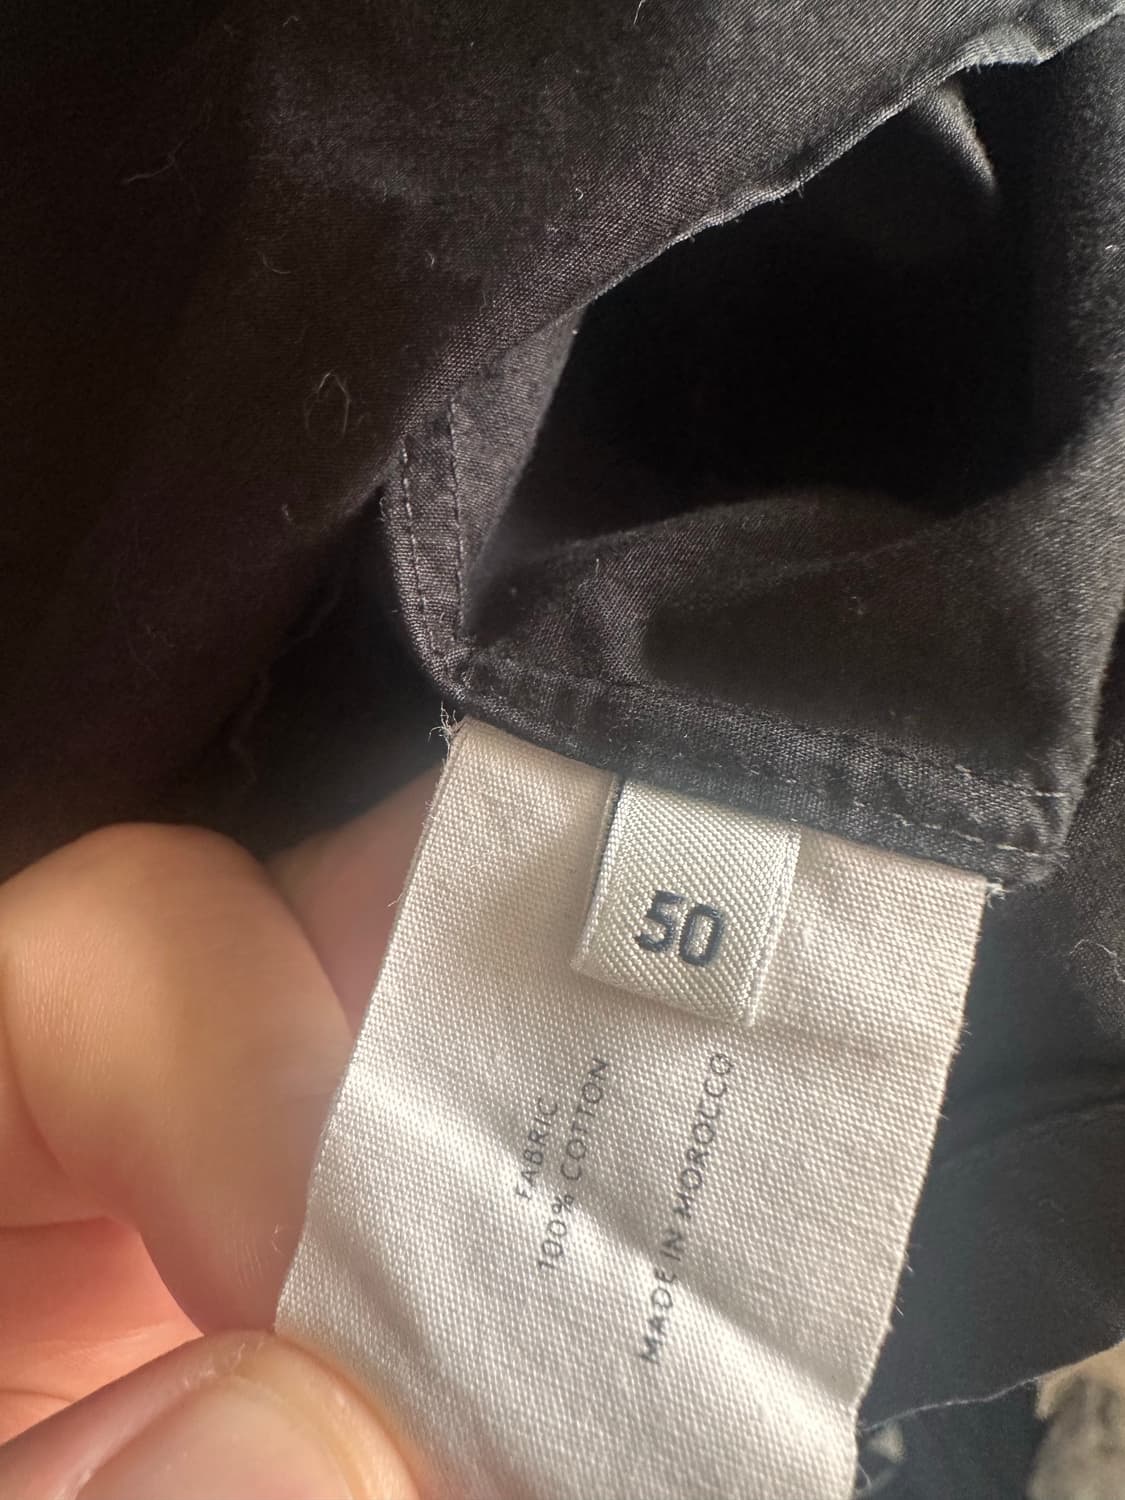 50
FABRIC
100% COTTON
MADE IN MOROCCO